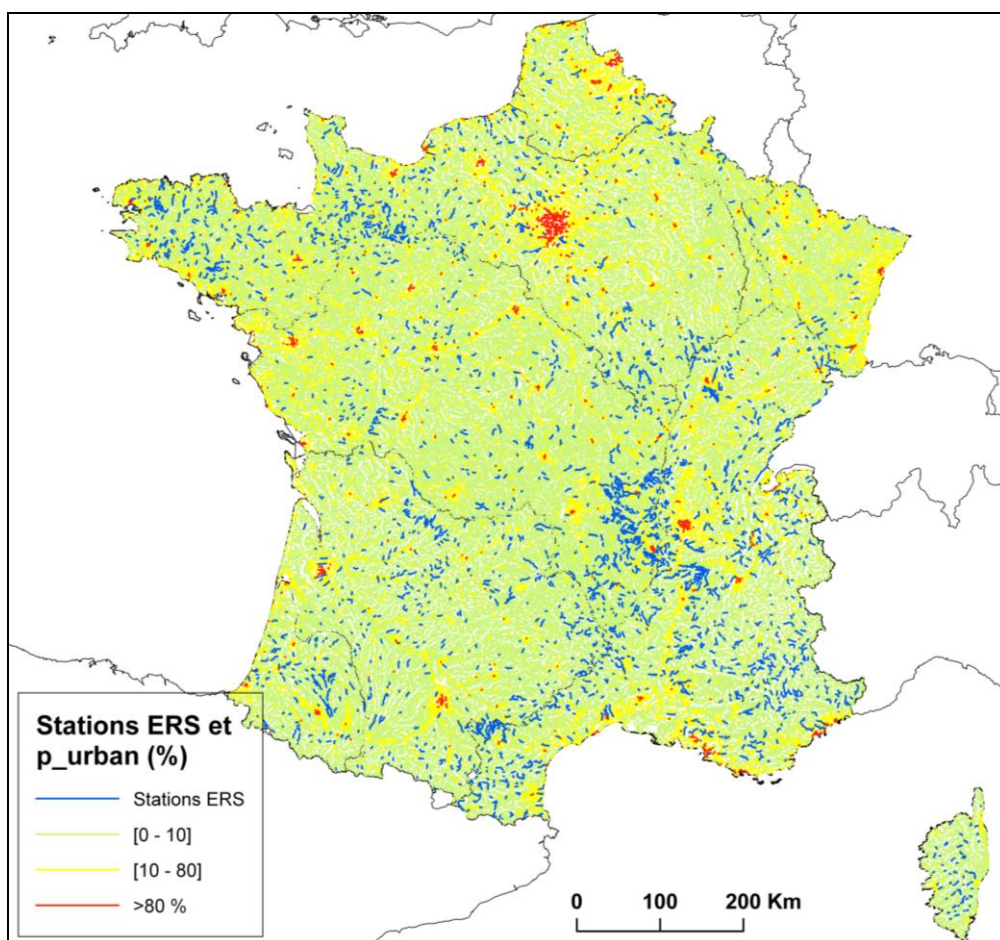 Stations ERS et
p_urban (%)
Stations ERS
[0 - 10]
[10 - 80]
>80 %
0 100 200 Km